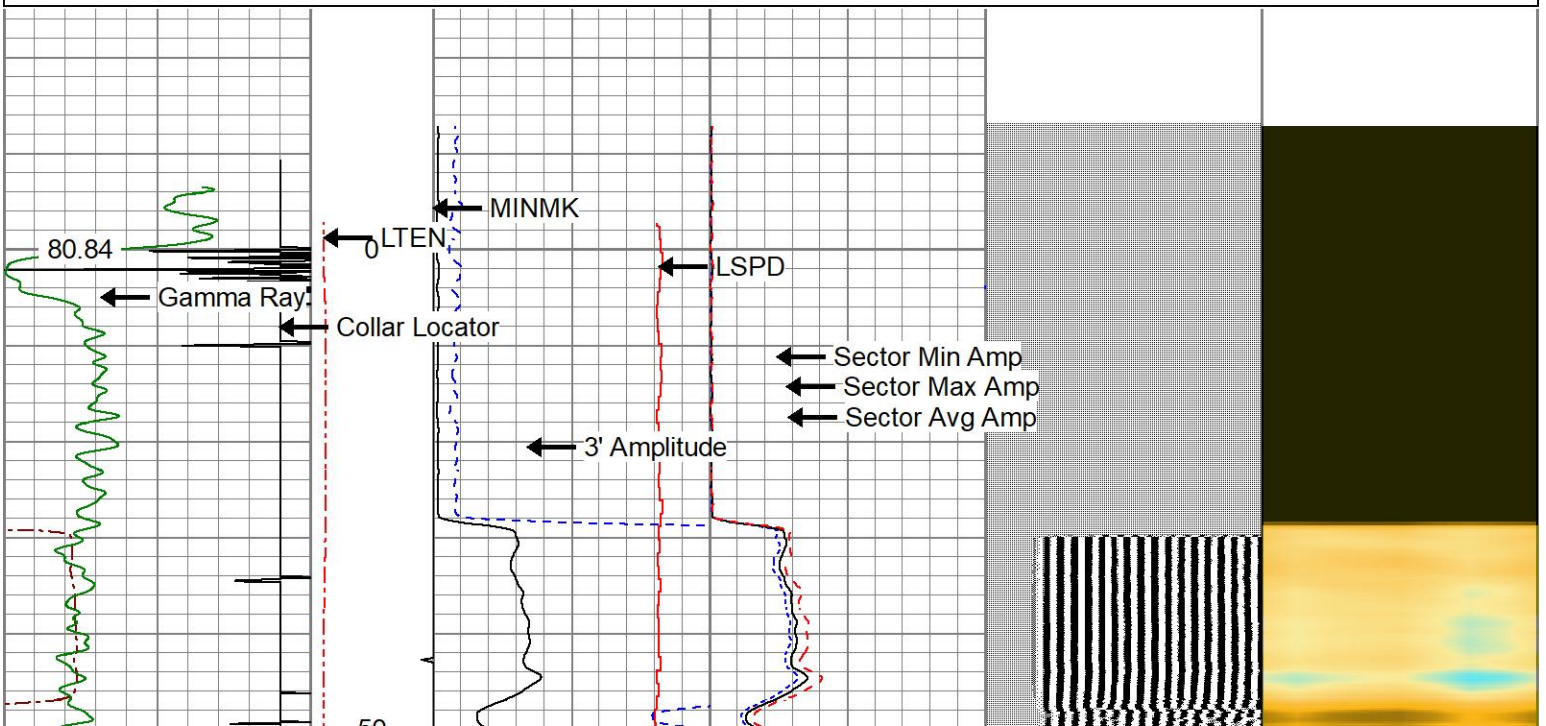 MINMK
LTEN
80.84
0
LSPD
Gamma Ray
Collar Locator
Sector Min Amp
Sector Max Amp
Sector Avg Amp
3' Amplitude
50